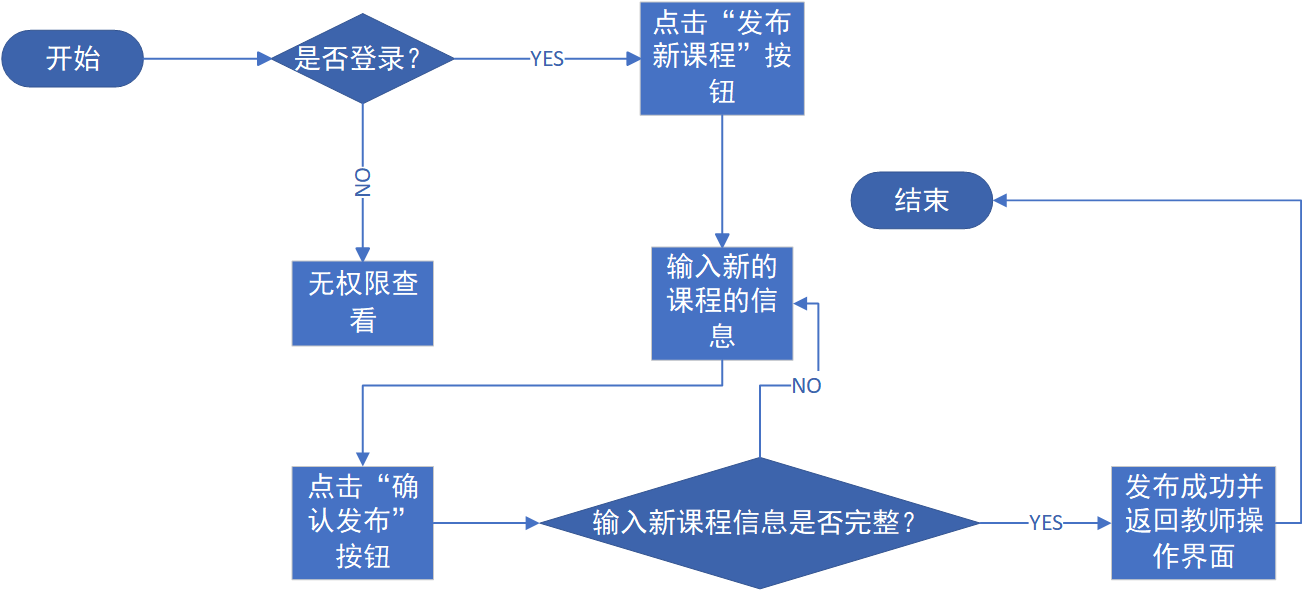 开始
是否登录？
YES
点击“发布
新课程”按
钮
NO
无权限查
看
输入新的
课程的信
息
结束
NO
点击“确
认发布”
按钮
输入新课程信息是否完整？
YES
发布成功并
返回教师操
作界面